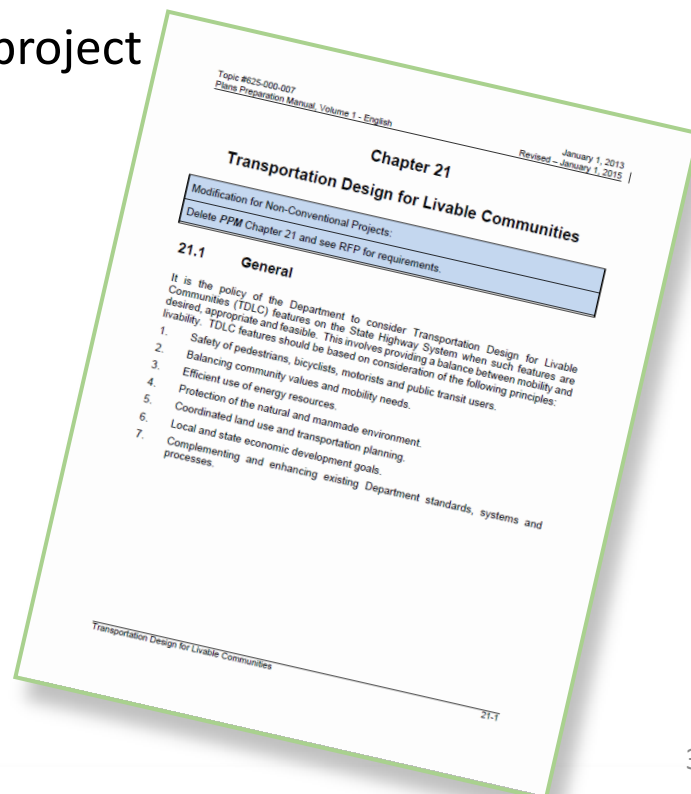 project
Topic #625-000-007
Plans Preparation Manual, Volume 1 - English
January 1, 2013
Revised – January 1, 2015
Chapter 21
Transportation Design for Livable Communities
Modification for Non-Conventional Projects:
Delete PPM Chapter 21 and see RFP for requirements.
21.1 General
It is the policy of the Department to consider Transportation Design for Livable
Communities (TDLC) features on the State Highway System when such features are
desired, appropriate and feasible. This involves providing a balance between mobility and
livability. TDLC features should be based on consideration of the following principles:
1. Safety of pedestrians, bicyclists, motorists and public transit users.
2. Balancing community values and mobility needs.
3. Efficient use of energy resources.
4. Protection of the natural and manmade environment.
5. Coordinated land use and transportation planning.
6. Local and state economic development goals.
7. Complementing and enhancing existing Department standards, systems and
processes.
Transportation Design for Livable Communities
21-1